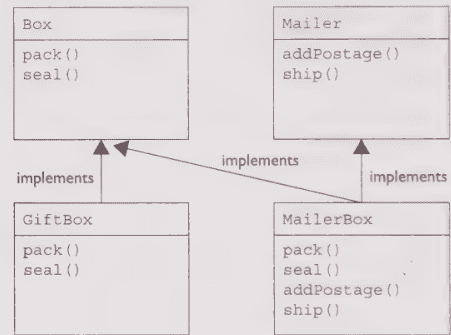 Box
pack()
seal()
Mailer
addPostage()
ship()
implements
implements
implements
GiftBox
pack()
seal()
MailerBox
pack()
seal()
addPostage()
ship()